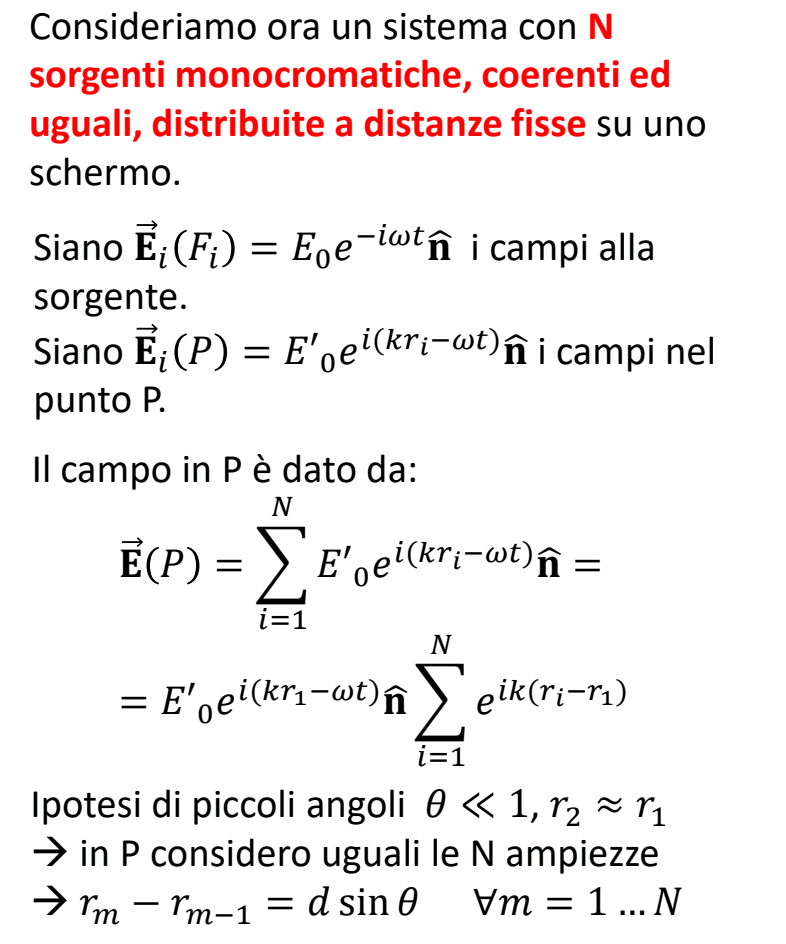 Consideriamo ora un sistema con N
sorgenti monocromatiche, coerenti ed
uguali, distribuite a distanze fisse su uno
schermo.
Siano $\vec{\mathbf{E}}_i(F_i) = E_0 e^{-i\omega t}\hat{\mathbf{n}}$ i campi alla
sorgente.
Siano $\vec{\mathbf{E}}_i(P) = E'_0 e^{i(kr_i-\omega t)}\hat{\mathbf{n}}$ i campi nel
punto P.
Il campo in P è dato da:
$\vec{\mathbf{E}}(P) = \sum_{i=1}^{N} E'_0 e^{i(kr_i-\omega t)}\hat{\mathbf{n}} =$
$= E'_0 e^{i(kr_1-\omega t)}\hat{\mathbf{n}} \sum_{i=1}^{N} e^{ik(r_i-r_1)}$
Ipotesi di piccoli angoli $\theta \ll 1, r_2 \approx r_1$
→ in P considero uguali le N ampiezze
→ $r_m - r_{m-1} = d \sin\theta \quad \forall m = 1 \dots N$